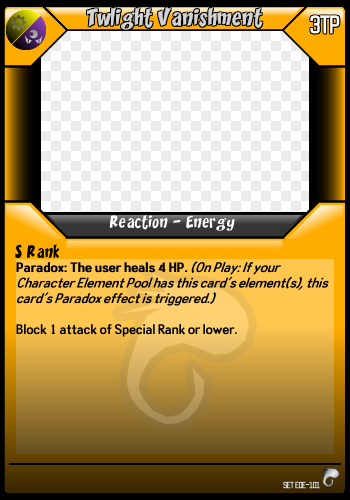 Twlight Vanishment
3TP
Reaction - Energy
S Rank
Paradox: The user heals 4 HP. (On Play: If your
Character Element Pool has this card's element(s), this
card's Paradox effect is triggered.)
Block 1 attack of Special Rank or lower.
SET EDE-101